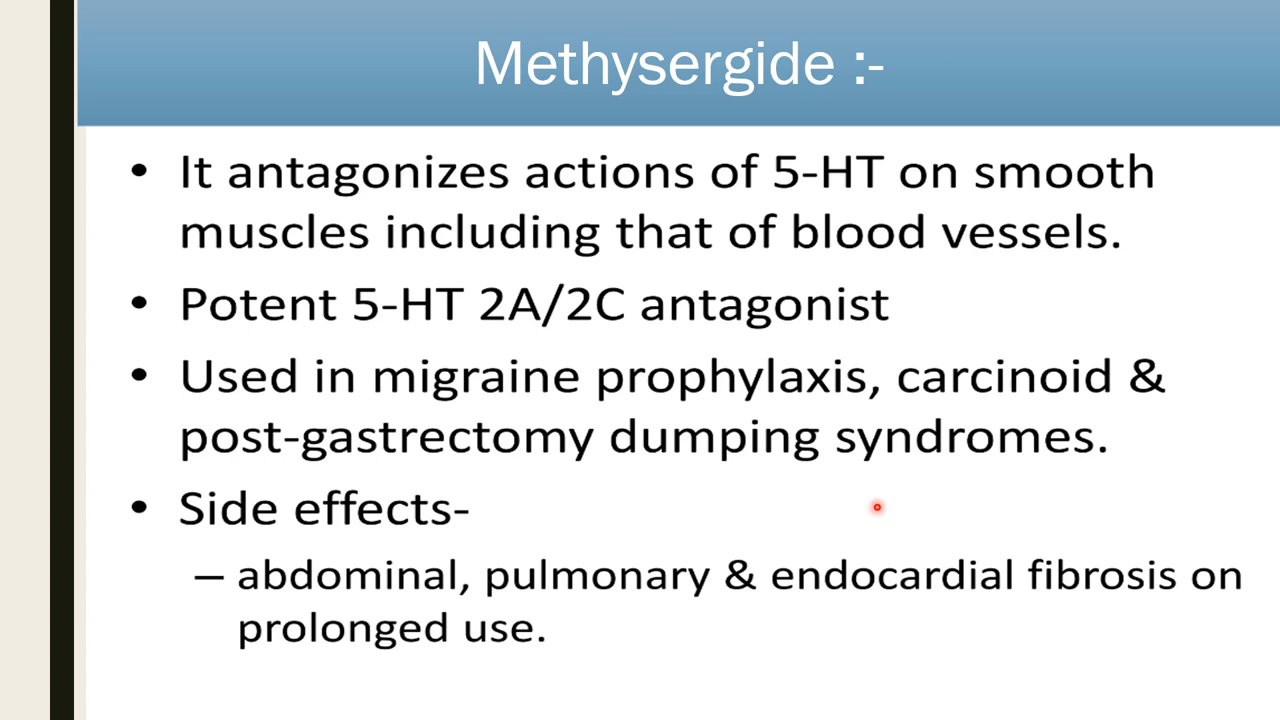 Methysergide :-
• It antagonizes actions of 5-HT on smooth
muscles including that of blood vessels.
• Potent 5-HT 2A/2C antagonist
• Used in migraine prophylaxis, carcinoid &
post-gastrectomy dumping syndromes.
• Side effects-
– abdominal, pulmonary & endocardial fibrosis on
prolonged use.